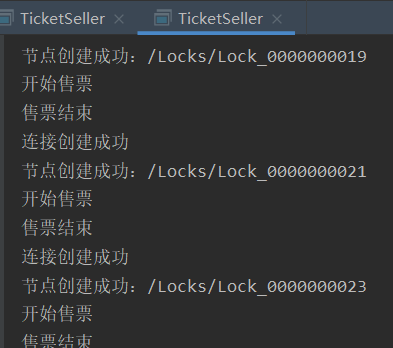 TicketSeller × TicketSeller ×
节点创建成功: /Locks/Lock_0000000019
开始售票
售票结束
连接创建成功
节点创建成功: /Locks/Lock_0000000021
开始售票
售票结束
连接创建成功
节点创建成功: /Locks/Lock_0000000023
开始售票
售票结束